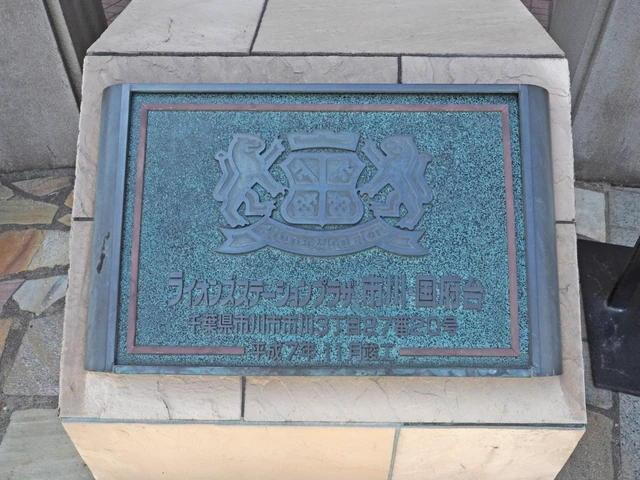 ライオンズステーションプラザ市川国府台
千葉県市川市市川3丁目27番20号
平成7年11月竣工